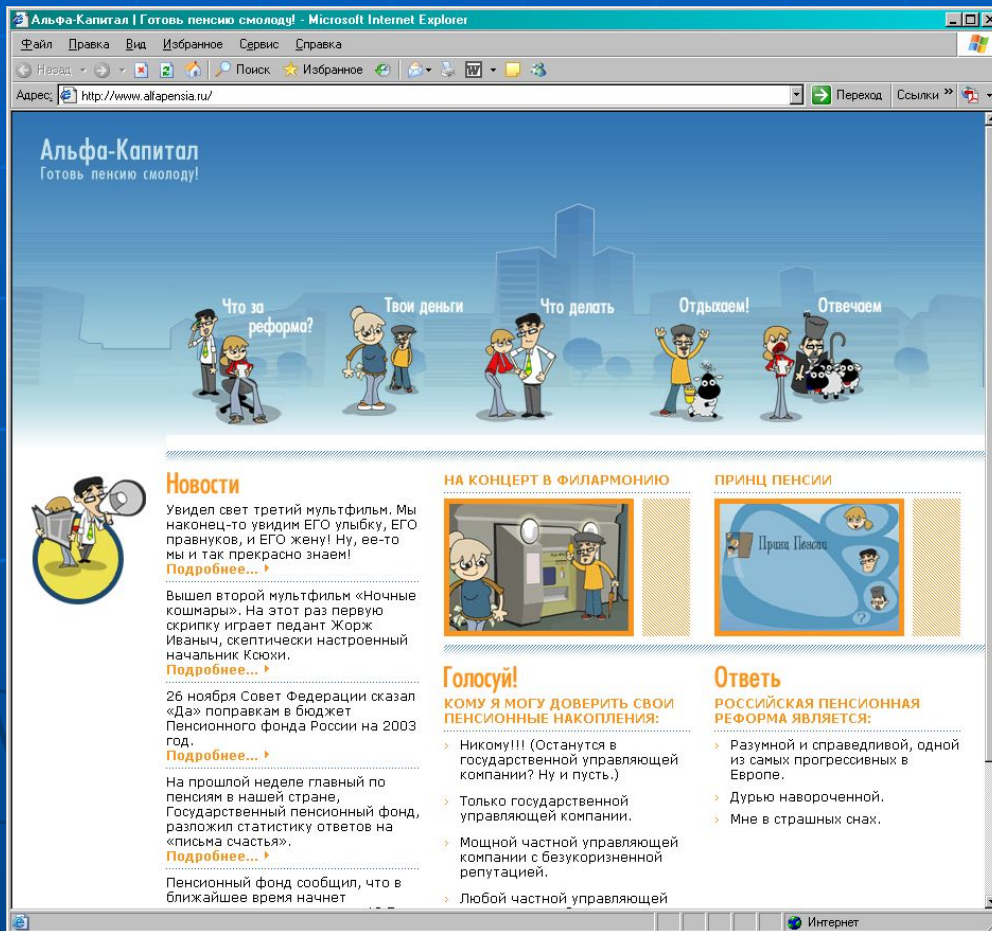 Альфа-Капитал | Готовь пенсию смолоду! - Microsoft Internet Explorer
Файл Правка Вид Избранное Сервис Справка
Назад Поиск Избранное
Адрес: http://www.alfapensia.ru/ Переход Ссылки »
Альфа-Капитал
Готовь пенсию смолоду!
Что за
реформа?
Твои деньги
Что делать
Отдыхаем!
Отвечаем
Новости
Увидел свет третий мультфильм. Мы
наконец-то увидим ЕГО улыбку, ЕГО
правнуков, и ЕГО жену! Ну, ее-то
мы и так прекрасно знаем!
Подробнее...
Вышел второй мультфильм «Ночные
кошмары». На этот раз первую
скрипку играет педант Жорж
Иваныч, скептически настроенный
начальник Ксюхи.
Подробнее...
26 ноября Совет Федерации сказал
«Да» поправкам в бюджет
Пенсионного фонда России на 2003
год.
Подробнее...
На прошлой неделе главный по
пенсиям в нашей стране,
Государственный пенсионный фонд,
разложил статистику ответов на
«письма счастья».
Подробнее...
Пенсионный фонд сообщил, что в
ближайшее время начнет
НА КОНЦЕРТ В ФИЛАРМОНИЮ
ПРИНЦ ПЕНСИИ
Принц Пенсии
?
Голосуй!
КОМУ Я МОГУ ДОВЕРИТЬ СВОИ
ПЕНСИОННЫЕ НАКОПЛЕНИЯ:
Никому!!! (Останутся в
государственной управляющей
компании? Ну и пусть.)
Только государственной
управляющей компании.
Мощной частной управляющей
компании с безукоризненной
репутацией.
Любой частной управляющей
Ответь
РОССИЙСКАЯ ПЕНСИОННАЯ
РЕФОРМА ЯВЛЯЕТСЯ:
Разумной и справедливой, одной
из самых прогрессивных в
Европе.
Дурью навороченной.
Мне в страшных снах.
Интернет